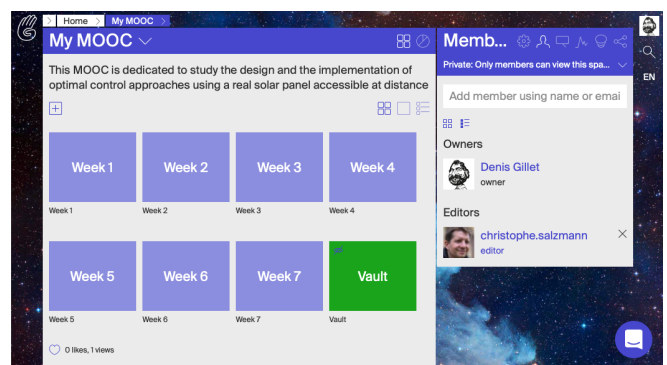 Home
My MOOC
My MOOC
This MOOC is dedicated to study the design and the implementation of
optimal control approaches using a real solar panel accessible at distance
Week 1
Week 2
Week 3
Week 4
Week 1
Week 2
Week 3
Week 4
Week 5
Week 6
Week 7
Vault
Week 5
Week 6
Week 7
Vault
0 likes, 1 views
Memb...
Private: Only members can view this spa...
Add member using name or emai
Owners
Denis Gillet
owner
Editors
christophe.salzmann
editor
EN